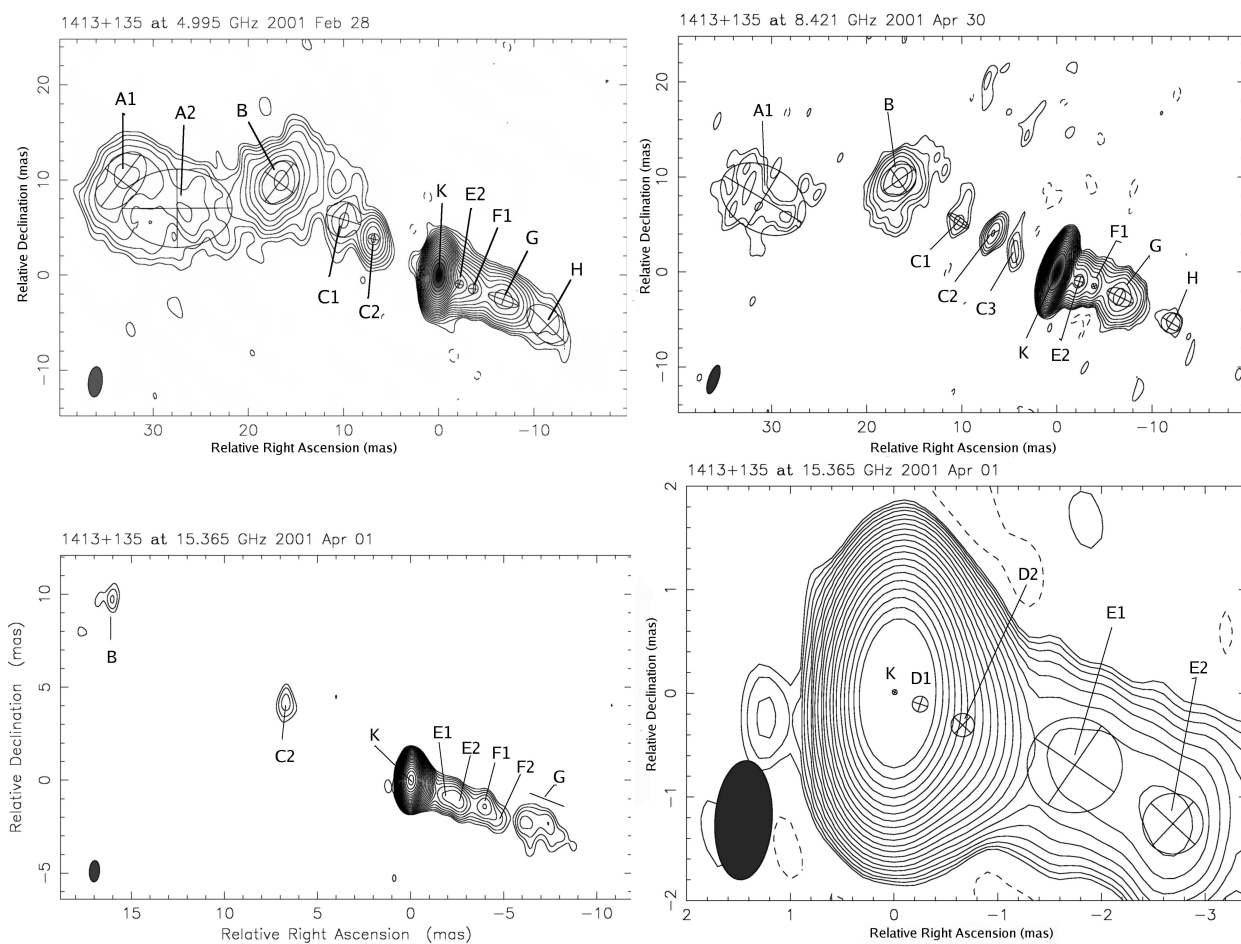 1413+135 at 4.995 GHz 2001 Feb 28
A1
A2
B
K
E2
F1
G
H
C1
C2
20
10
0
−10
30
20
10
0
−10
Relative Declination (mas)
Relative Right Ascension (mas)
1413+135 at 8.421 GHz 2001 Apr 30
A1
B
F1
G
H
C1
C2
C3
K
E2
20
10
0
−10
30
20
10
0
−10
Relative Declination (mas)
Relative Right Ascension (mas)
1413+135 at 15.365 GHz 2001 Apr 01
B
C2
K
E1
E2
F1
F2
G
10
5
0
−5
15
10
5
0
−5
−10
Relative Declination (mas)
Relative Right Ascension (mas)
1413+135 at 15.365 GHz 2001 Apr 01
D2
E1
E2
K
D1
2
1
0
−1
−2
2
1
0
−1
−2
−3
Relative Declination (mas)
Relative Right Ascension (mas)